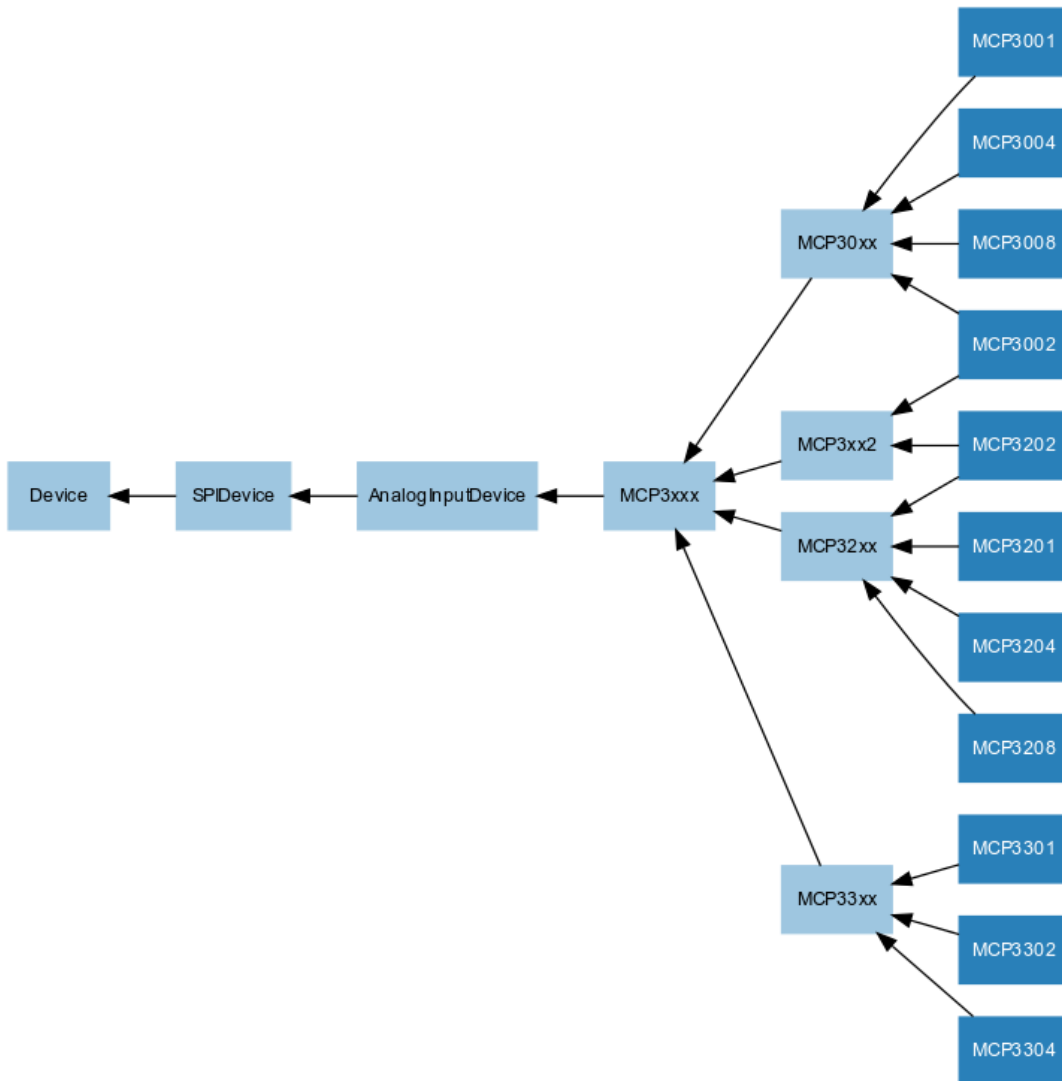 MCP3001
MCP3004
MCP30xx
MCP3008
MCP3002
MCP3xx2
MCP3202
Device
SPIDevice
AnalogInputDevice
MCP3xxx
MCP32xx
MCP3201
MCP3204
MCP3208
MCP3301
MCP33xx
MCP3302
MCP3304